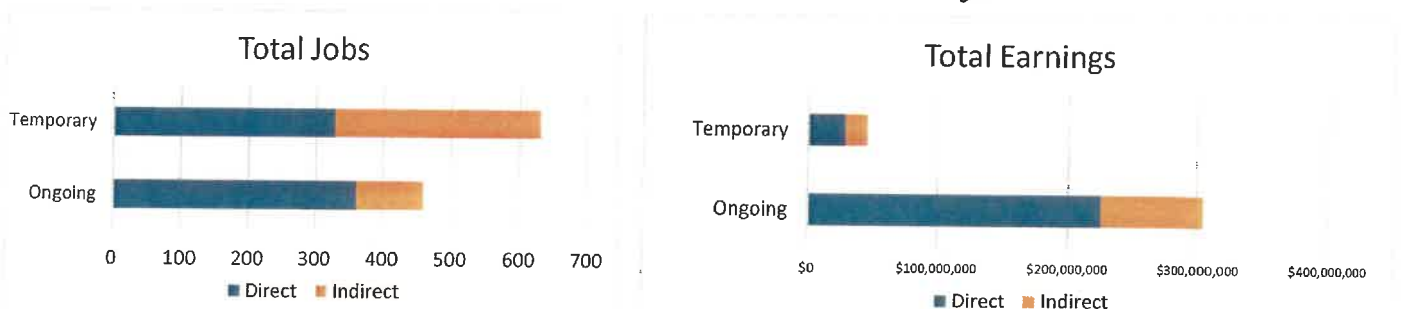 Total Jobs
Temporary
Ongoing
0 100 200 300 400 500 600 700
Direct Indirect
Total Earnings
Temporary
Ongoing
$0 $100,000,000 $200,000,000 $300,000,000 $400,000,000
Direct Indirect